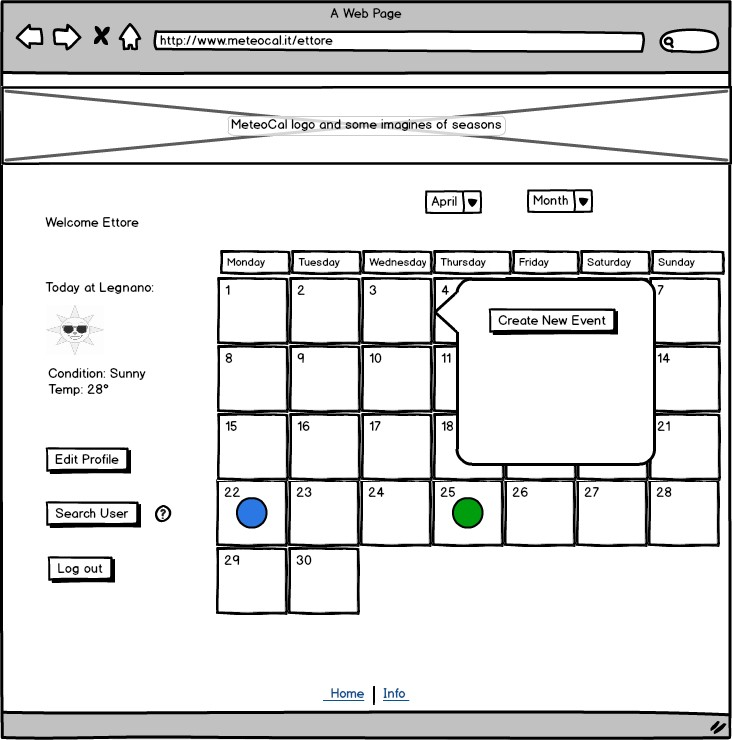 A Web Page
http://www.meteocal.it/ettore
MeteoCal logo and some imagines of seasons
April
Month
Welcome Ettore
Monday Tuesday Wednesday Thursday Friday Saturday Sunday
Today at Legnano:
1 2 3 4 7
Create New Event
Condition: Sunny
Temp: 28°
8 9 10 11 14
15 16 17 18 21
Edit Profile
22 23 24 25 26 27 28
Search User ?
29 30
Log out
Home | Info